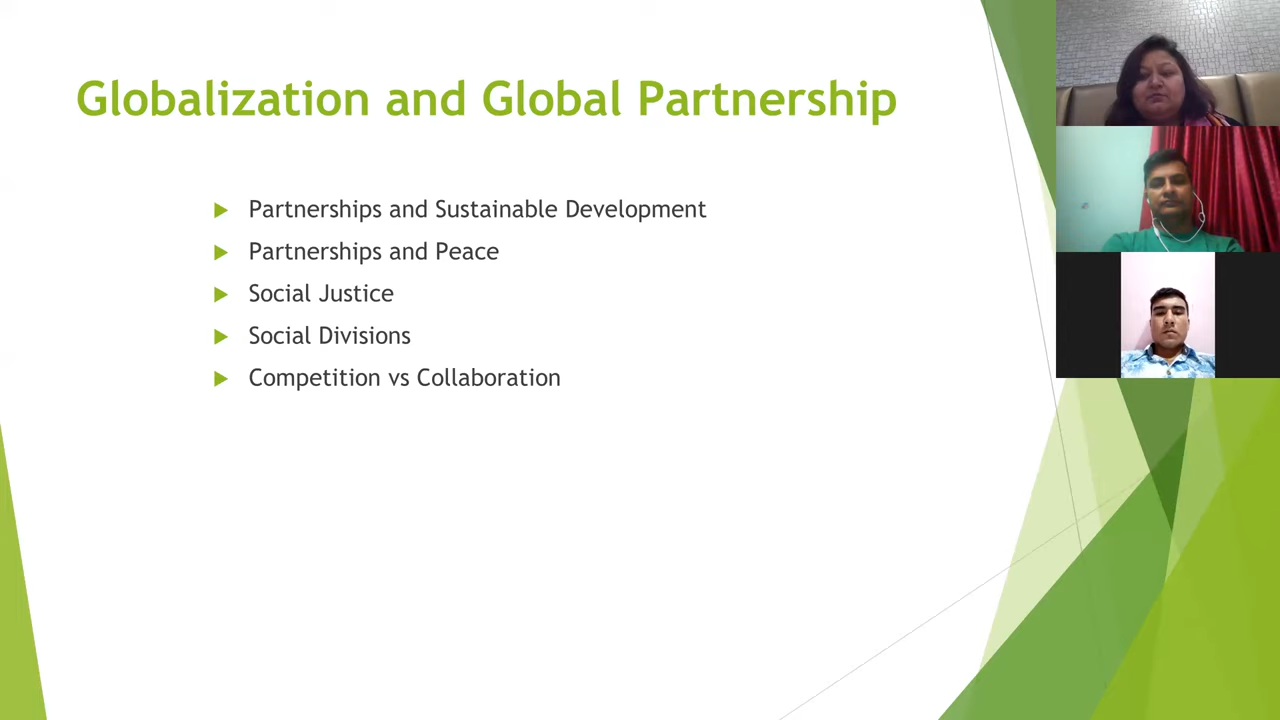 Globalization and Global Partnership
Partnerships and Sustainable Development
Partnerships and Peace
Social Justice
Social Divisions
Competition vs Collaboration